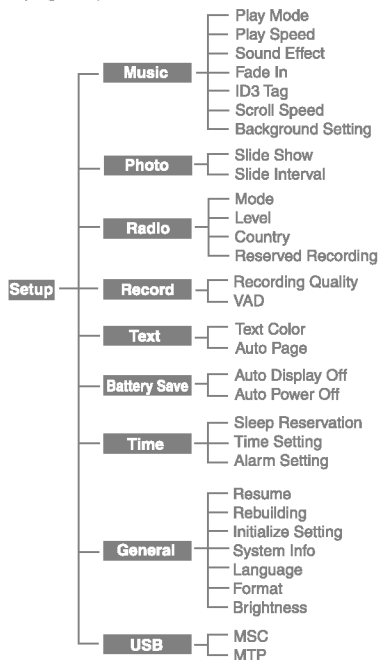 Setup
Music
Play Mode
Play Speed
Sound Effect
Fade In
ID3 Tag
Scroll Speed
Background Setting
Photo
Slide Show
Slide Interval
Radio
Mode
Level
Country
Reserved Recording
Record
Recording Quality
VAD
Text
Text Color
Auto Page
Battery Save
Auto Display Off
Auto Power Off
Time
Sleep Reservation
Time Setting
Alarm Setting
General
Resume
Rebuilding
Initialize Setting
System Info
Language
Format
Brightness
USB
MSC
MTP